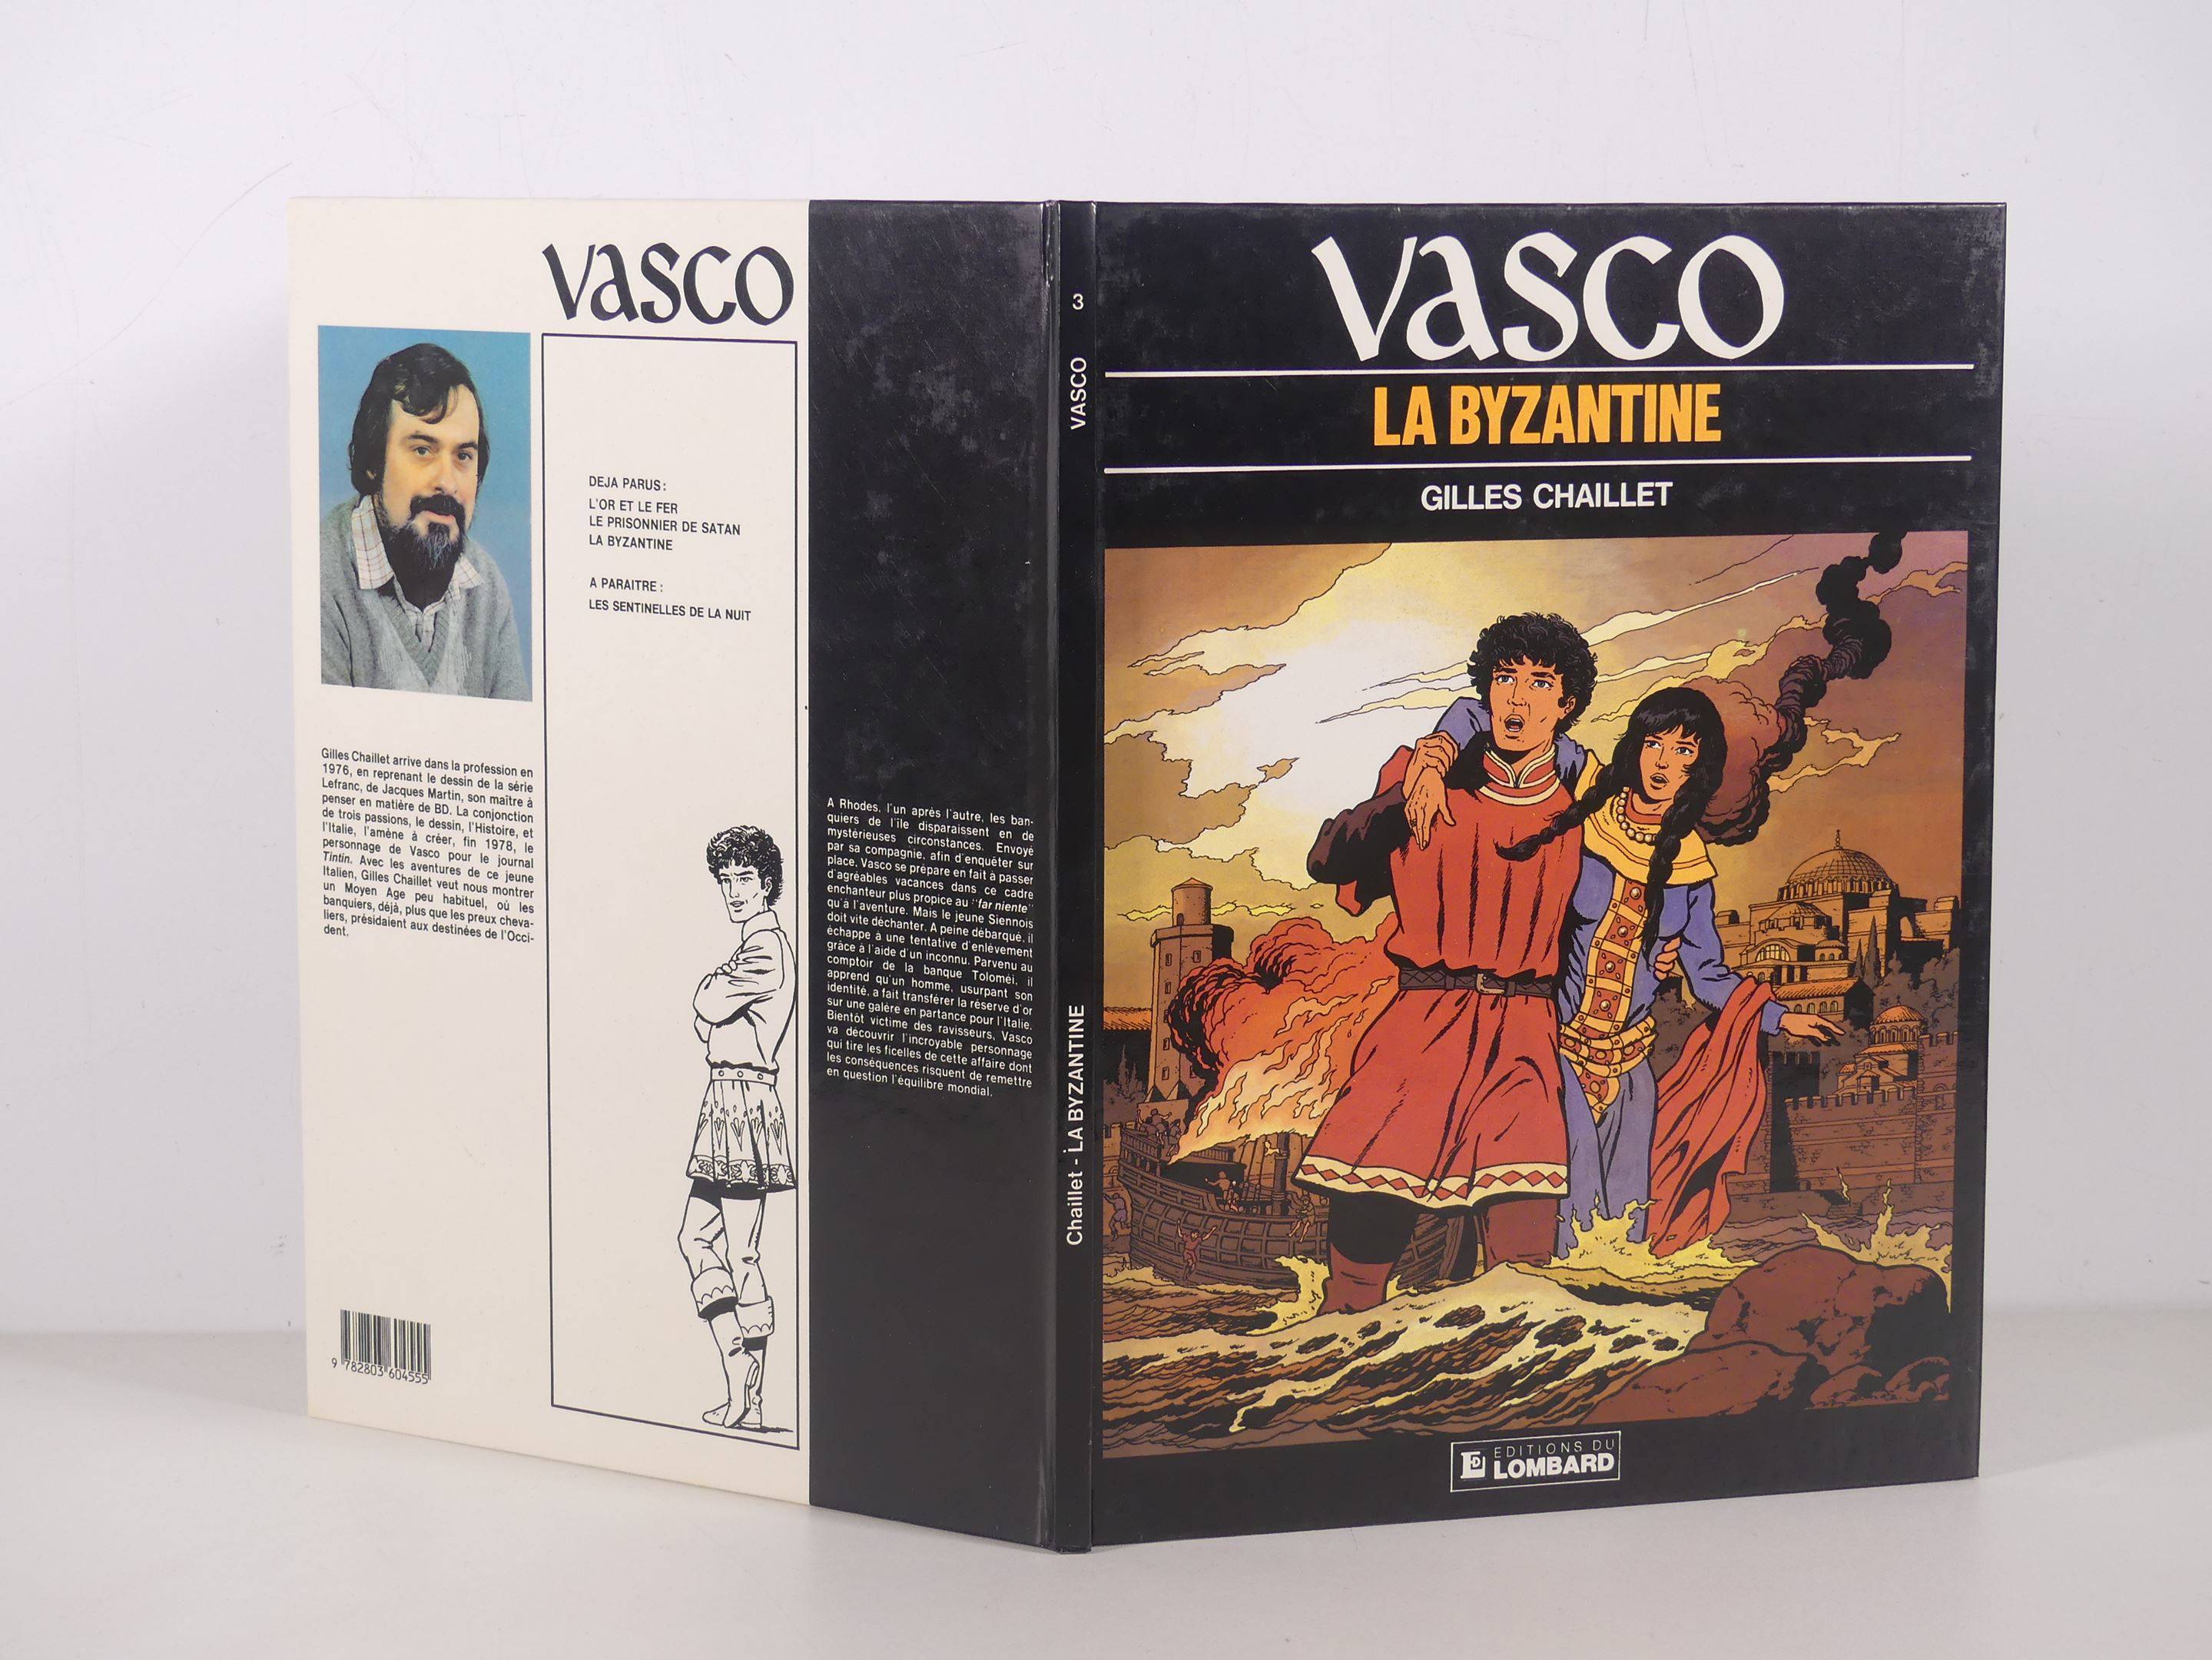 VASCO
DEJA PARUS :
L'OR ET LE FER
LE PRISONNIER DE SATAN
LA BYZANTINE
A PARAITRE :
LES SENTINELLES DE LA NUIT
Gilles Chaillet arrive dans la profession en
1976, en reprenant le dessin de la série
Lefranc, de Jacques Martin, son maître à
penser en matière de BD. La conjonction
de trois passions, le dessin, l'Histoire, et
l'Italie, l'amène à créer, fin 1978, le
personnage de Vasco pour le journal
Tintin. Avec les aventures de ce jeune
Italien, Gilles Chaillet veut nous montrer
un Moyen Age peu habituel, où les
banquiers, déjà, plus que les preux cheva-
liers, présidaient aux destinées de l'Occi-
dent.
9 782803 604555
A Rhodes, l'un après l'autre, les ban-
quiers de l'île disparaissent en de
mystérieuses circonstances. Envoyé
par sa compagnie, afin d'enquêter sur
place, Vasco se prépare en fait à passer
d'agréables vacances dans ce cadre
enchanteur plus propice au "far niente"
qu'à l'aventure. Mais le jeune Siennois
doit vite déchanter. A peine débarqué, il
échappe à une tentative d'enlèvement
grâce à l'aide d'un inconnu. Parvenu au
comptoir de la banque Tolomèi, il
apprend qu'un homme, usurpant son
identité, a fait transférer la réserve d'or
sur une galère en partance pour l'Italie.
Bientôt victime des ravisseurs, Vasco
va découvrir l'incroyable personnage
qui tire les ficelles de cette affaire dont
les conséquences risquent de remettre
en question l'équilibre mondial.
Chaillet - LA BYZANTINE VASCO 3
VASCO
LA BYZANTINE
GILLES CHAILLET
EDITIONS DU
LOMBARD